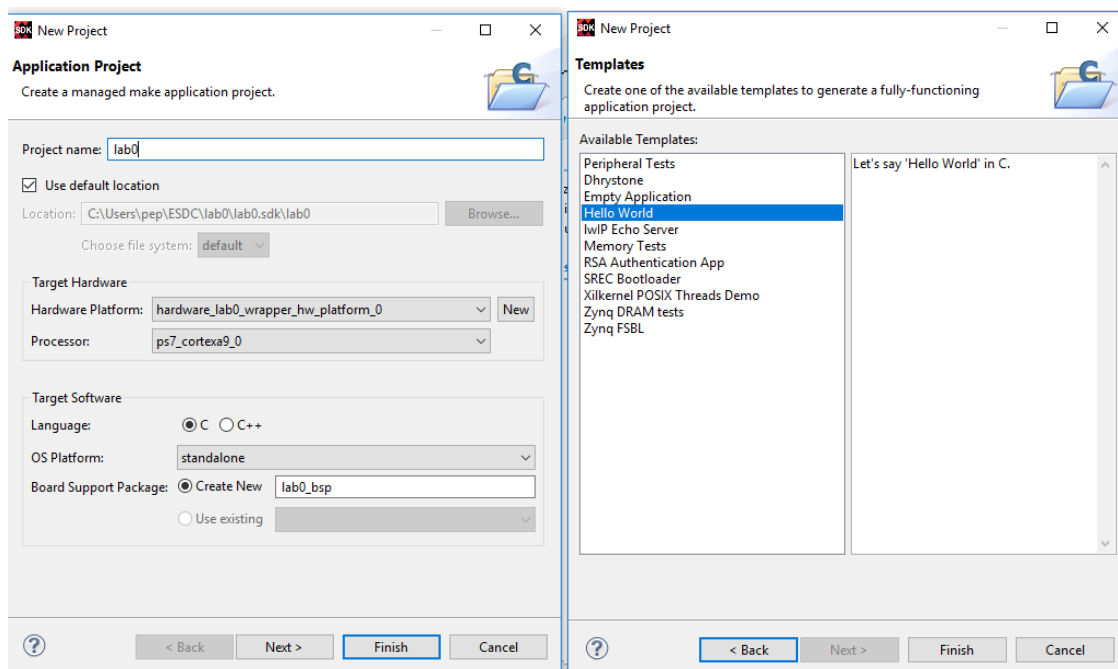 SDK New Project
Application Project
Create a managed make application project.
Project name: lab0
Use default location
Location: C:\Users\pep\ESDC\lab0\lab0.sdk\lab0 Browse...
Choose file system: default
Target Hardware
Hardware Platform: hardware_lab0_wrapper_hw_platform_0 New
Processor: ps7_cortexa9_0
Target Software
Language: C C++
OS Platform: standalone
Board Support Package: Create New lab0_bsp
Use existing
? < Back Next > Finish Cancel
SDK New Project
Templates
Create one of the available templates to generate a fully-functioning
application project.
Available Templates:
Peripheral Tests
Dhrystone
Empty Application
Hello World
lwIP Echo Server
Memory Tests
RSA Authentication App
SREC Bootloader
Xilkernel POSIX Threads Demo
Zynq DRAM tests
Zynq FSBL
Let's say 'Hello World' in C.
? < Back Next > Finish Cancel